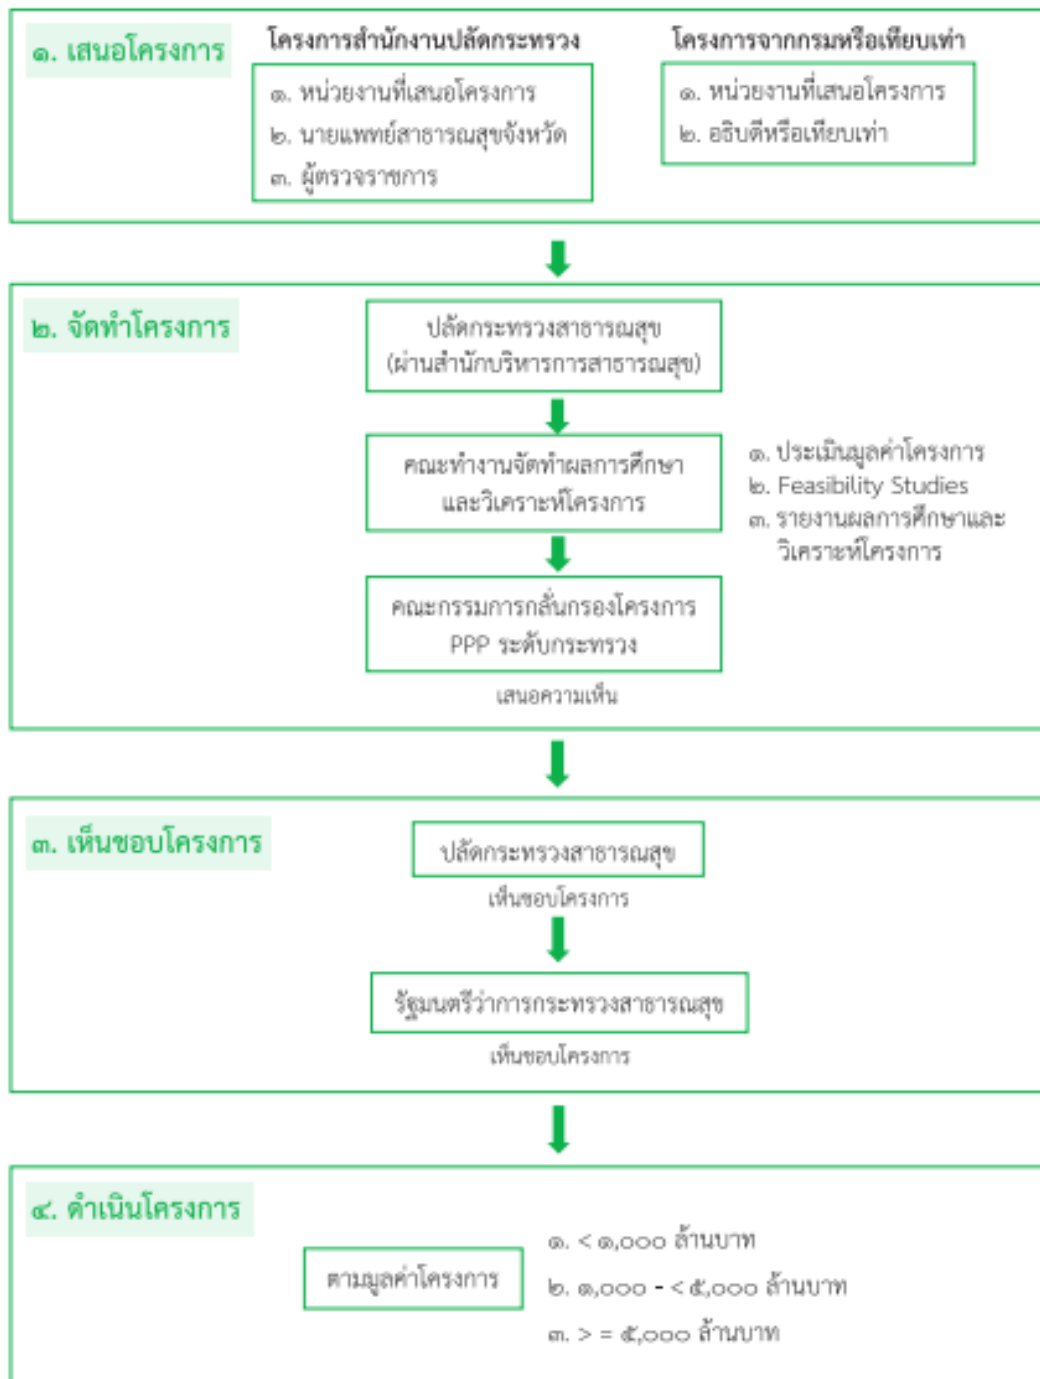 ๑. เสนอโครงการ
โครงการสำนักงานปลัดกระทรวง
๑. หน่วยงานที่เสนอโครงการ
๒. นายแพทย์สาธารณสุขจังหวัด
๓. ผู้ตรวจราชการ
โครงการจากกรมหรือเทียบเท่า
๑. หน่วยงานที่เสนอโครงการ
๒. อธิบดีหรือเทียบเท่า
๒. จัดทำโครงการ
ปลัดกระทรวงสาธารณสุข
(ผ่านสำนักบริหารการสาธารณสุข)
คณะทำงานจัดทำผลการศึกษา
และวิเคราะห์โครงการ
๑. ประเมินมูลค่าโครงการ
๒. Feasibility Studies
๓. รายงานผลการศึกษาและ
วิเคราะห์โครงการ
คณะกรรมการกลั่นกรองโครงการ
PPP ระดับกระทรวง
เสนอความเห็น
๓. เห็นชอบโครงการ
ปลัดกระทรวงสาธารณสุข
เห็นชอบโครงการ
รัฐมนตรีว่าการกระทรวงสาธารณสุข
เห็นชอบโครงการ
๔. ดำเนินโครงการ
ตามมูลค่าโครงการ
๑. < ๑,๐๐๐ ล้านบาท
๒. ๑,๐๐๐ - < ๕,๐๐๐ ล้านบาท
๓. > = ๕,๐๐๐ ล้านบาท